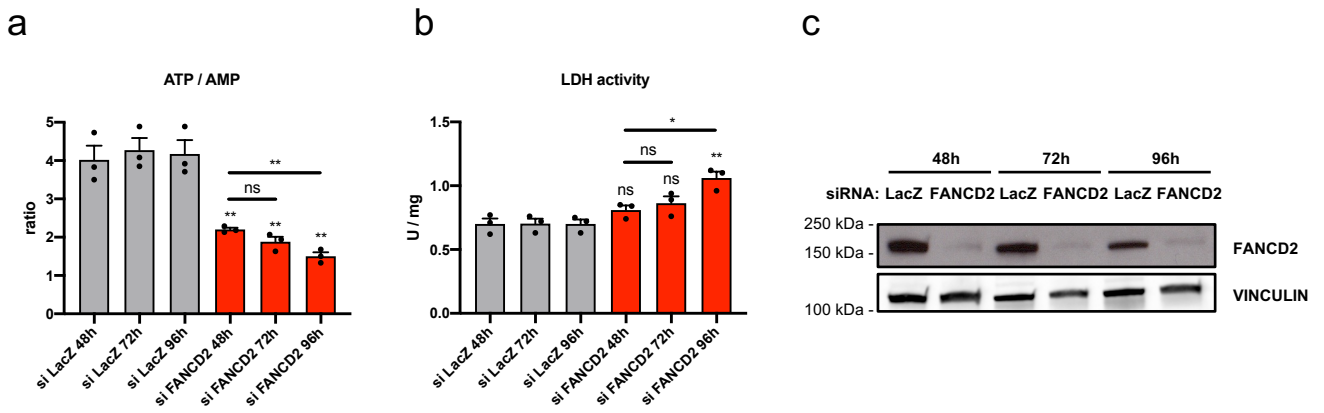 a
ATP / AMP
ratio
5
4
3
2
1
0
**
ns
**
**
**
si LacZ 48h
si LacZ 72h
si LacZ 96h
si FANCD2 48h
si FANCD2 72h
si FANCD2 96h
b
LDH activity
U / mg
1.5
1.0
0.5
0.0
*
ns
**
ns
ns
si LacZ 48h
si LacZ 72h
si LacZ 96h
si FANCD2 48h
si FANCD2 72h
si FANCD2 96h
c
48h 72h 96h
siRNA: LacZ FANCD2 LacZ FANCD2 LacZ FANCD2
250 kDa -
150 kDa -
FANCD2
VINCULIN
100 kDa -